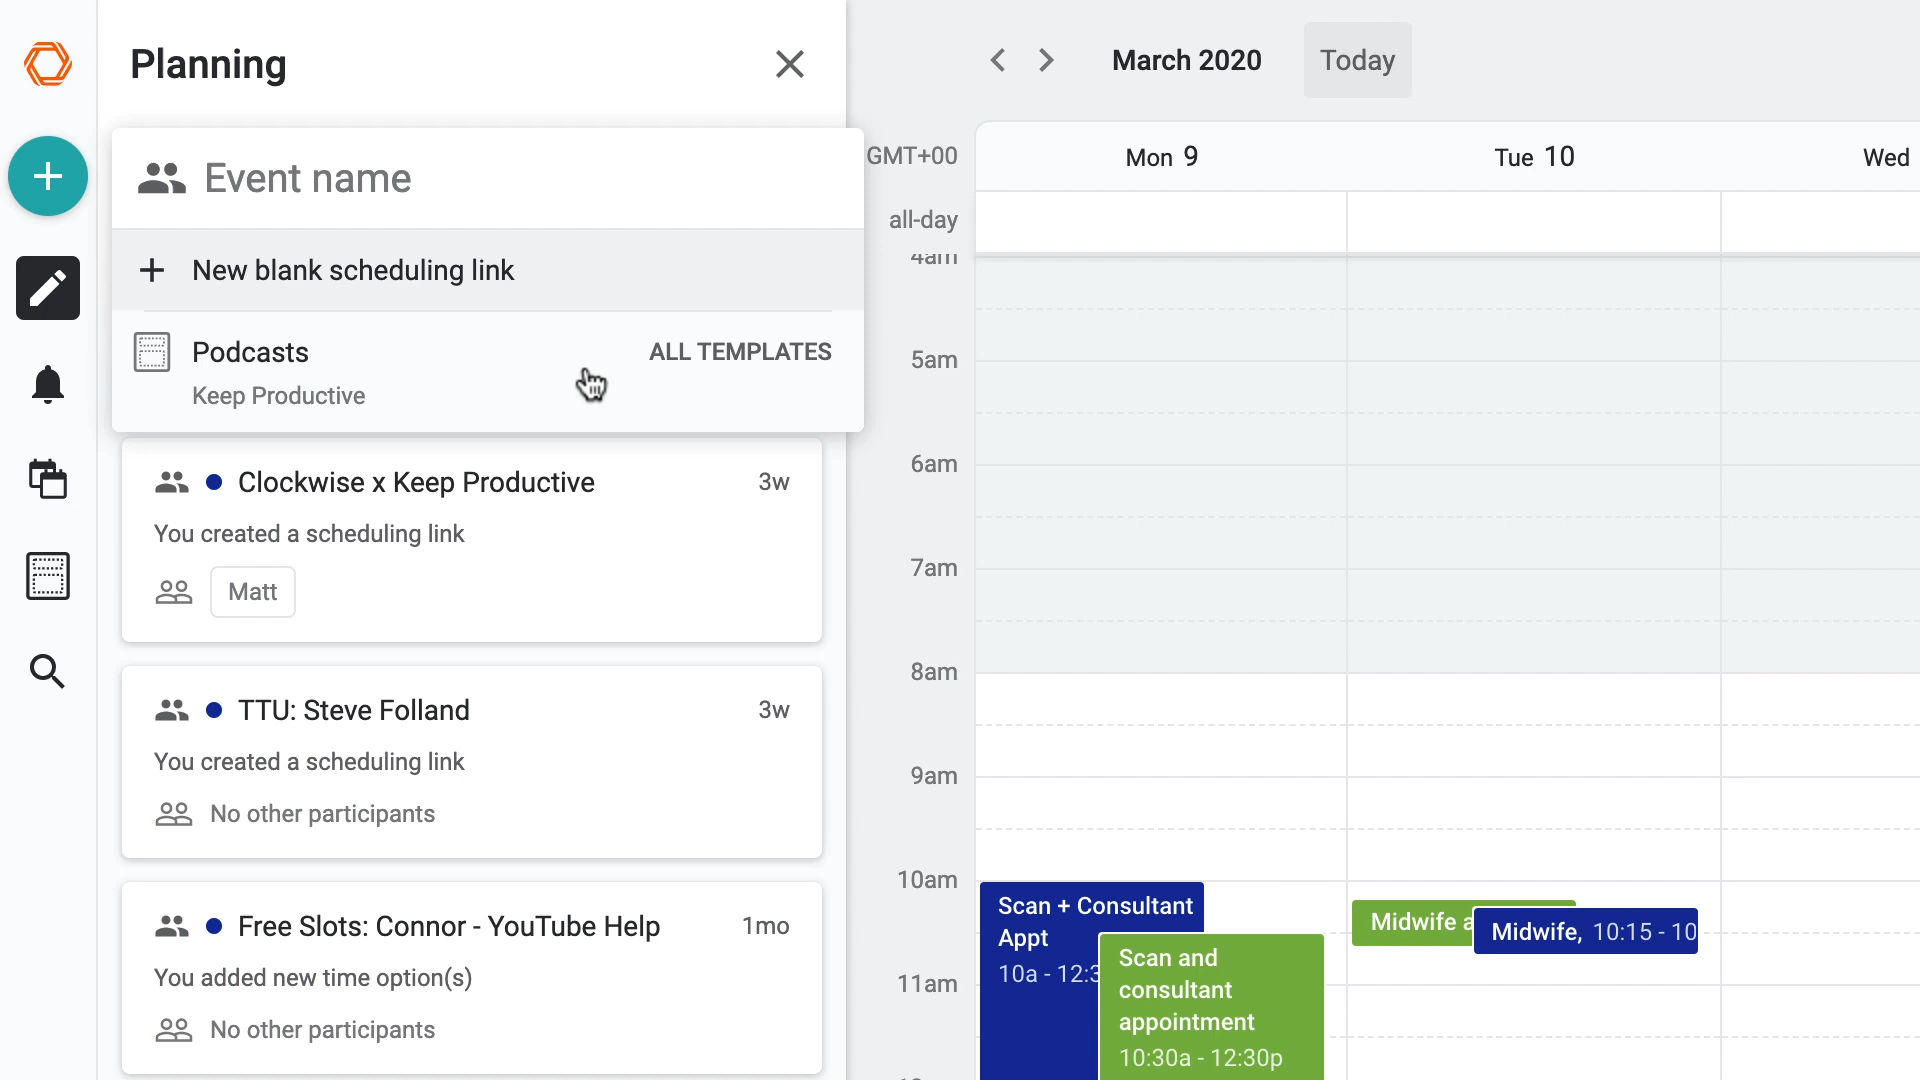 Planning
Event name
New blank scheduling link
Podcasts
ALL TEMPLATES
Keep Productive
Clockwise x Keep Productive
3w
You created a scheduling link
Matt
TTU: Steve Folland
3w
You created a scheduling link
No other participants
Free Slots: Connor - YouTube Help
1mo
You added new time option(s)
No other participants
March 2020
Today
GMT+00
Mon 9
Tue 10
Wed
all-day
4am
5am
6am
7am
8am
9am
10am
11am
Scan + Consultant
Appt
10a - 12:3
Scan and
consultant
appointment
10:30a - 12:30p
Midwife a
Midwife, 10:15 - 10